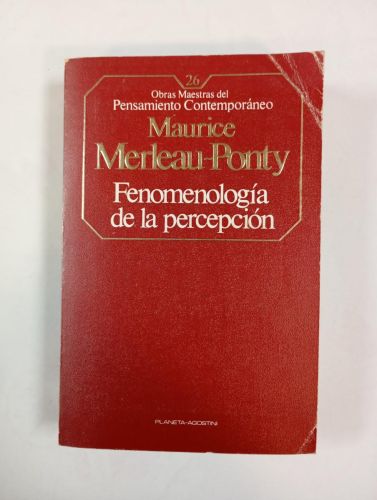 26
Obras Maestras del
Pensamiento Contemporáneo
Maurice
Merleau-Ponty
Fenomenología
de la percepción
PLANETA-AGOSTINI